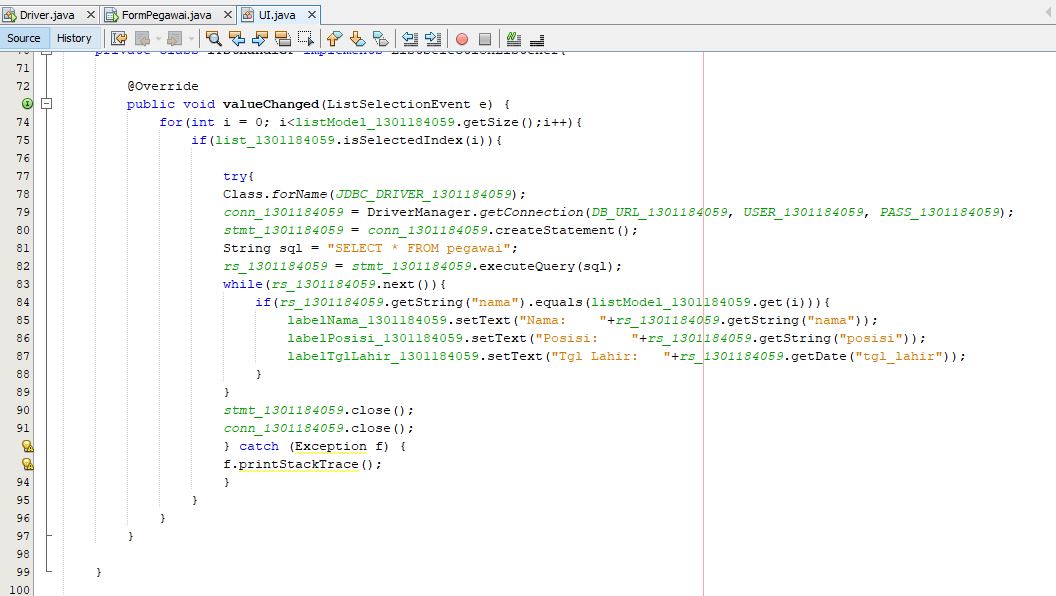 Driver.java FormPegawai.java UI.java
Source History
private class listHandler implements ListSelectionListener{
71
72 @Override
public void valueChanged(ListSelectionEvent e) {
74 for(int i = 0; i<listModel_1301184059.getSize();i++){
75 if(list_1301184059.isSelectedIndex(i)){
76
77 try{
78 Class.forName(JDBC_DRIVER_1301184059);
79 conn_1301184059 = DriverManager.getConnection(DB_URL_1301184059, USER_1301184059, PASS_1301184059);
80 stmt_1301184059 = conn_1301184059.createStatement();
81 String sql = "SELECT * FROM pegawai";
82 rs_1301184059 = stmt_1301184059.executeQuery(sql);
83 while(rs_1301184059.next()){
84 if(rs_1301184059.getString("nama").equals(listModel_1301184059.get(i))){
85 labelNama_1301184059.setText("Nama:    "+rs_1301184059.getString("nama"));
86 labelPosisi_1301184059.setText("Posisi:    "+rs_1301184059.getString("posisi"));
87 labelTglLahir_1301184059.setText("Tgl Lahir:   "+rs_1301184059.getDate("tgl_lahir"));
88 }
89 }
90 stmt_1301184059.close();
91 conn_1301184059.close();
} catch (Exception f) {
f.printStackTrace();
94 }
95 }
96 }
97 }
98
99 }
100